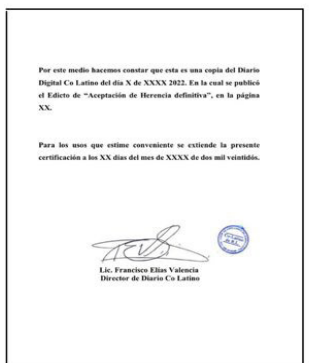 Por este medio hacemos constar que esta es una copia del Diario
Digital Co Latino del día X de XXXX 2022. En la cual se publicó
el Edicto de “Aceptación de Herencia definitiva”, en la página
XX.
Para los usos que estime conveniente se extiende la presente
certificación a los XX días del mes de XXXX de dos mil veintidós.
Lic. Francisco Elías Valencia
Director de Diario Co Latino